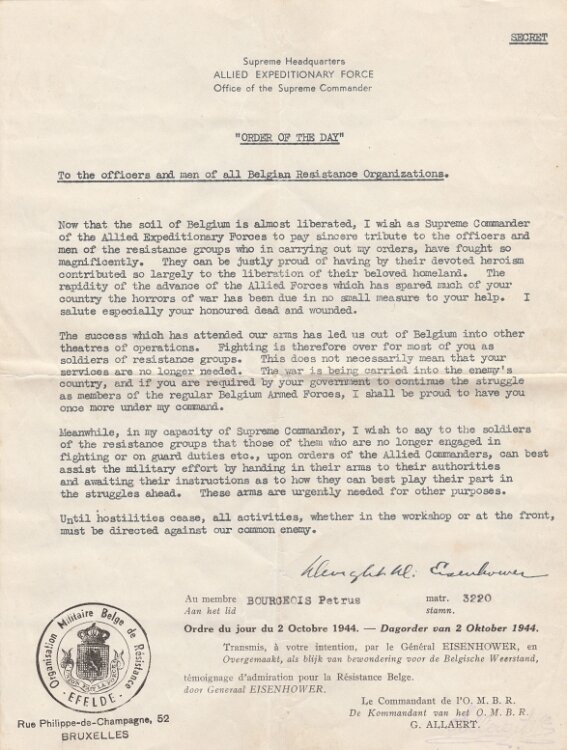 SECRET
Supreme Headquarters
ALLIED EXPEDITIONARY FORCE
Office of the Supreme Commander
"ORDER OF THE DAY"
To the officers and men of all Belgian Resistance Organizations.
Now that the soil of Belgium is almost liberated, I wish as Supreme Commander
of the Allied Expeditionary Forces to pay sincere tribute to the officers and
men of the resistance groups who in carrying out my orders, have fought so
magnificently. They can be justly proud of having by their devoted heroism
contributed so largely to the liberation of their beloved homeland. The
rapidity of the advance of the Allied Forces which has spared much of your
country the horrors of war has been due in no small measure to your help. I
salute especially your honoured dead and wounded.
The success which has attended our arms has led us out of Belgium into other
theatres of operations. Fighting is therefore over for most of you as
soldiers of resistance groups. This does not necessarily mean that your
services are no longer needed. The war is being carried into the enemy's
country, and if you are required by your government to continue the struggle
as members of the regular Belgium Armed Forces, I shall be proud to have you
once more under my command.
Meanwhile, in my capacity of Supreme Commander, I wish to say to the soldiers
of the resistance groups that those of them who are no longer engaged in
fighting or on guard duties etc., upon orders of the Allied Commanders, can best
assist the military effort by handing in their arms to their authorities
and awaiting their instructions as to how they can best play their part in
the struggles ahead. These arms are urgently needed for other purposes.
Until hostilities cease, all activities, whether in the workshop or at the front,
must be directed against our common enemy.
Dwight D. Eisenhower
Au membre BOURGEOIS Petrus matr. 3220
Aan het lid stamn.
Ordre du jour du 2 Octobre 1944. — Dagorder van 2 Oktober 1944.
Transmis, à votre intention, par le Général EISENHOWER, en
Overgemaakt, als blijk van bewondering voor de Belgische Weerstand,
témoignage d'admiration pour la Résistance Belge.
door Generaal EISENHOWER.
Le Commandant de l'O. M. B. R.
De Kommandant van het O. M. B. R.
G. ALLAERT.
Organisation Militaire Belge de Résistance
-EFELDE-
Rue Philippe-de-Champagne, 52
BRUXELLES